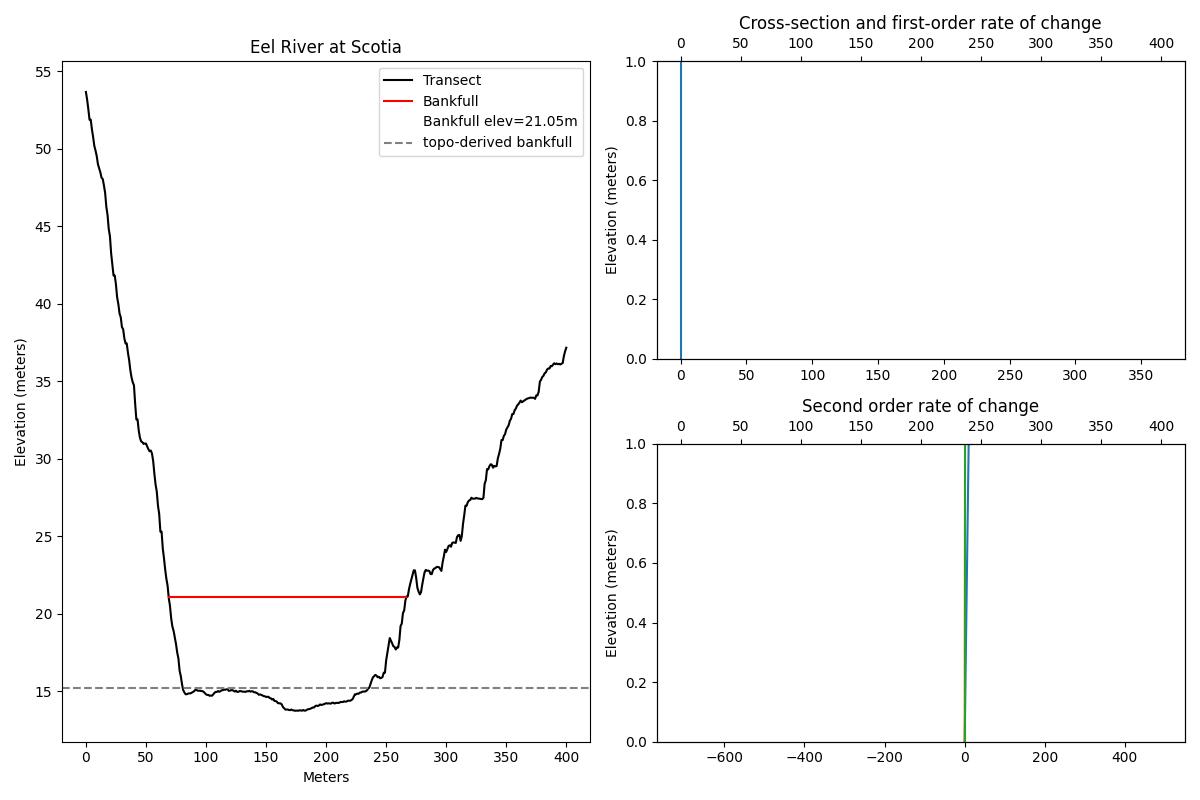 Eel River at Scotia
55
50
45
40
35
30
25
20
15
Elevation (meters)
0 50 100 150 200 250 300 350 400
Meters
Transect
Bankfull
Bankfull elev=21.05m
topo-derived bankfull
Cross-section and first-order rate of change
0 50 100 150 200 250 300 350 400
1.0
0.8
0.6
0.4
0.2
0.0
Elevation (meters)
0 50 100 150 200 250 300 350
Second order rate of change
0 50 100 150 200 250 300 350 400
1.0
0.8
0.6
0.4
0.2
0.0
Elevation (meters)
−600 −400 −200 0 200 400